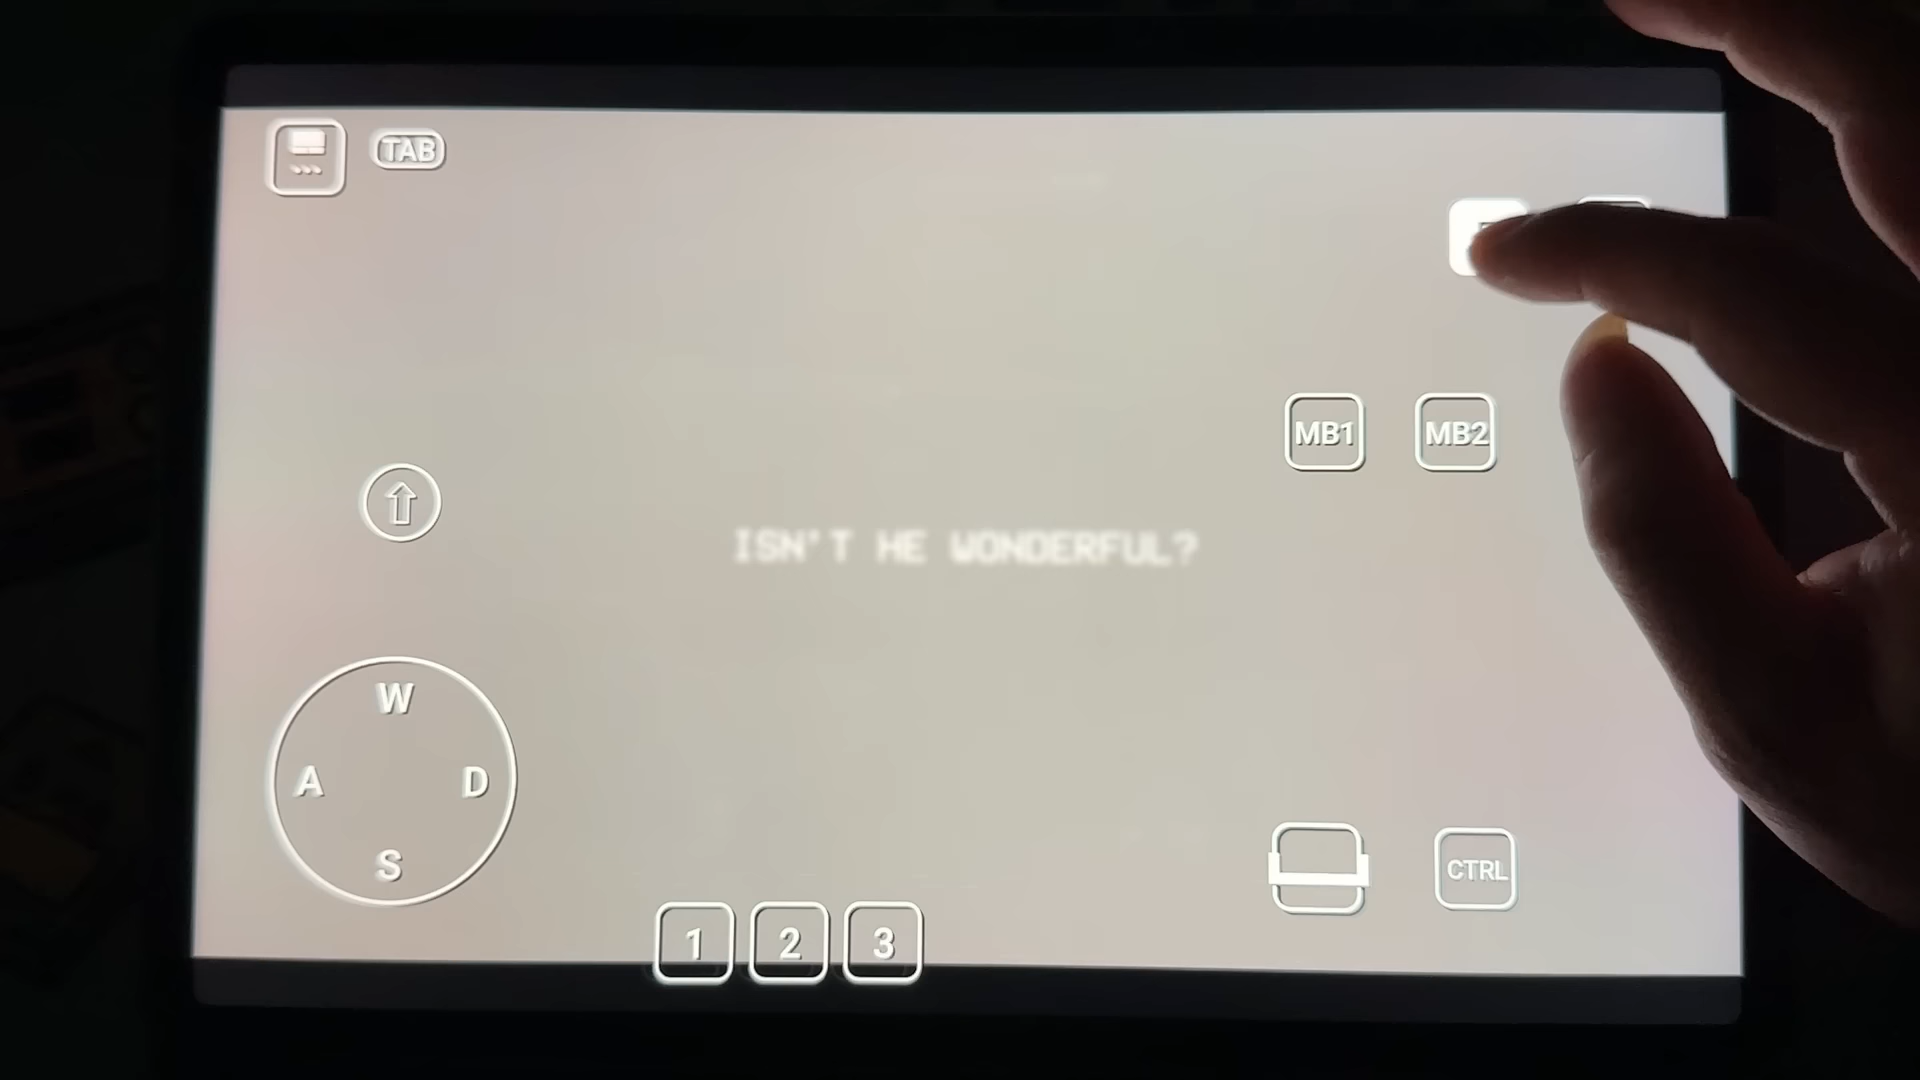 TAB
MB1 MB2
ISN'T HE WONDERFUL?
W
A D
S
CTRL
1 2 3